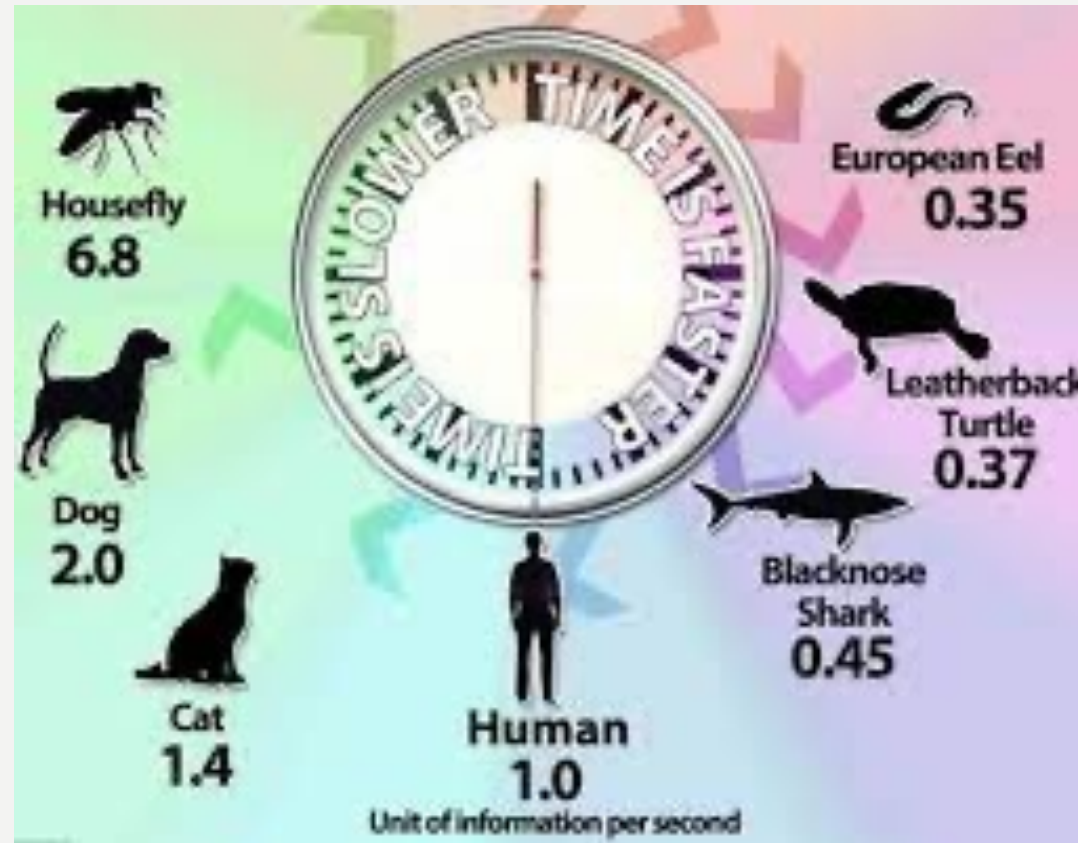 TIME IS SLOWER
TIME IS FASTER
Housefly
6.8
Dog
2.0
Cat
1.4
Human
1.0
Unit of information per second
European Eel
0.35
Leatherback
Turtle
0.37
Blacknose
Shark
0.45